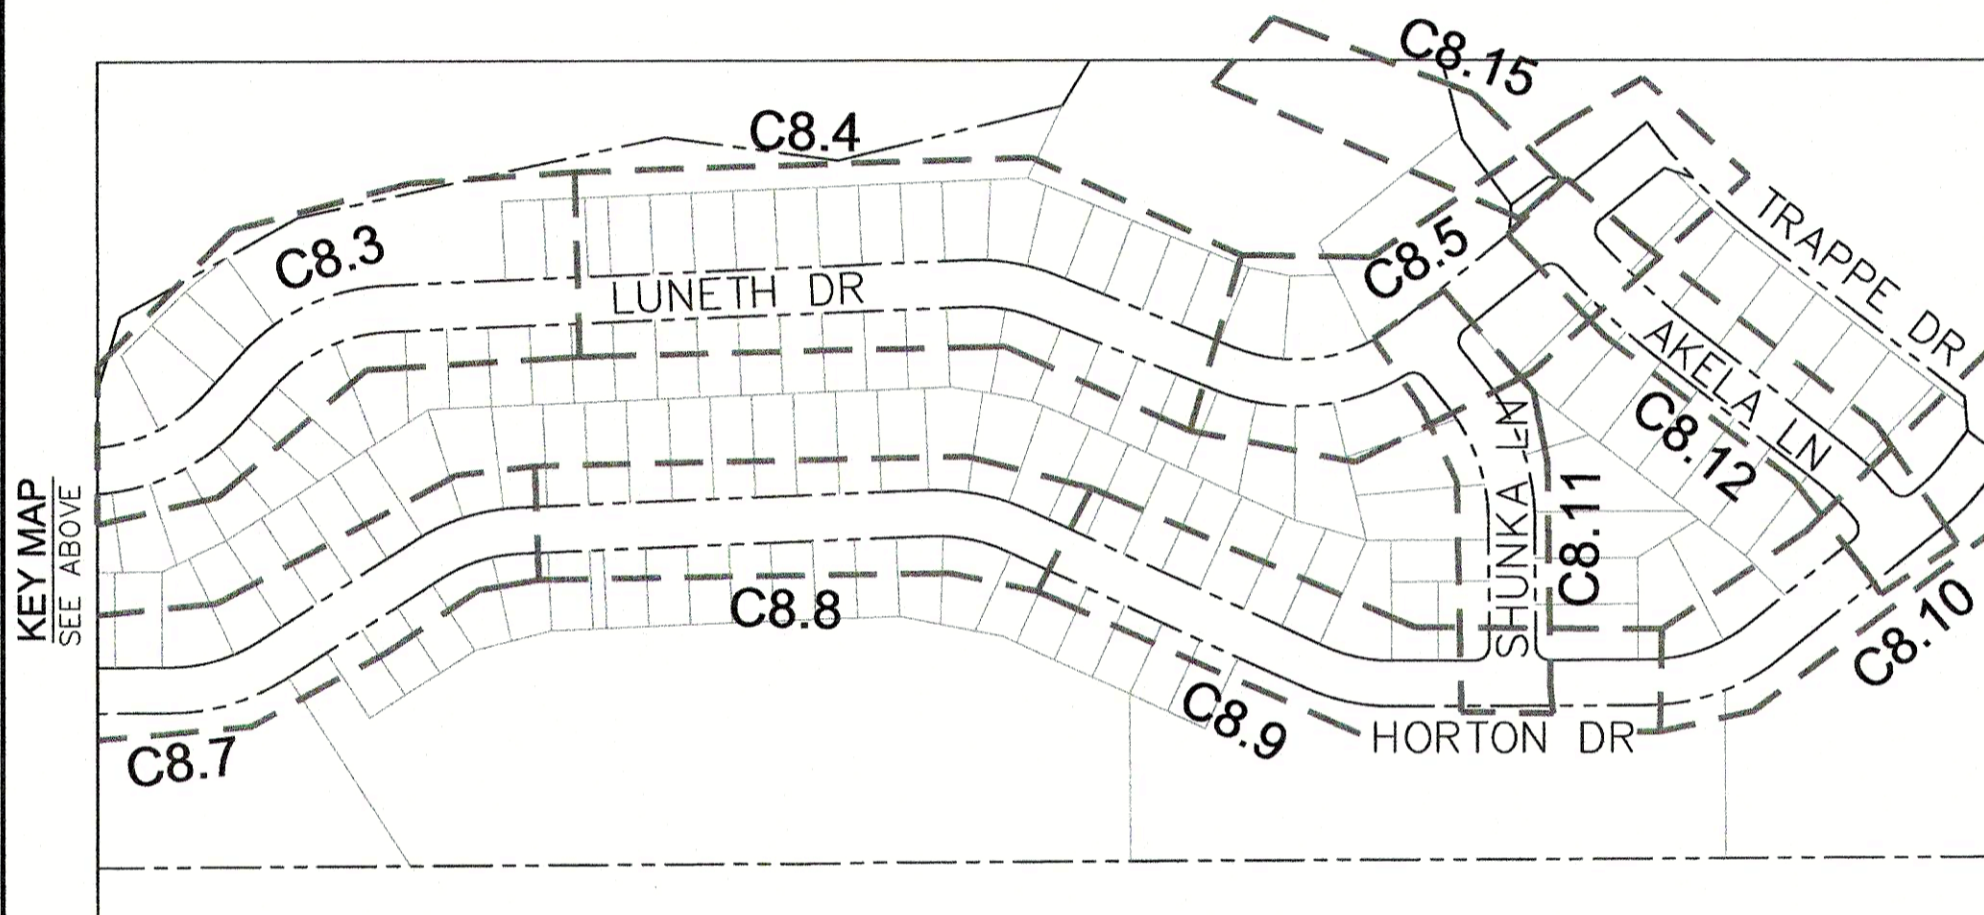 C8.15
C8.4
C8.3
C8.5
TRAPPE DR
LUNETH DR
AKELA LN
C8.12
KEY MAP
SEE ABOVE
SHUNKA LN
C8.11
C8.8
C8.10
C8.9
HORTON DR
C8.7